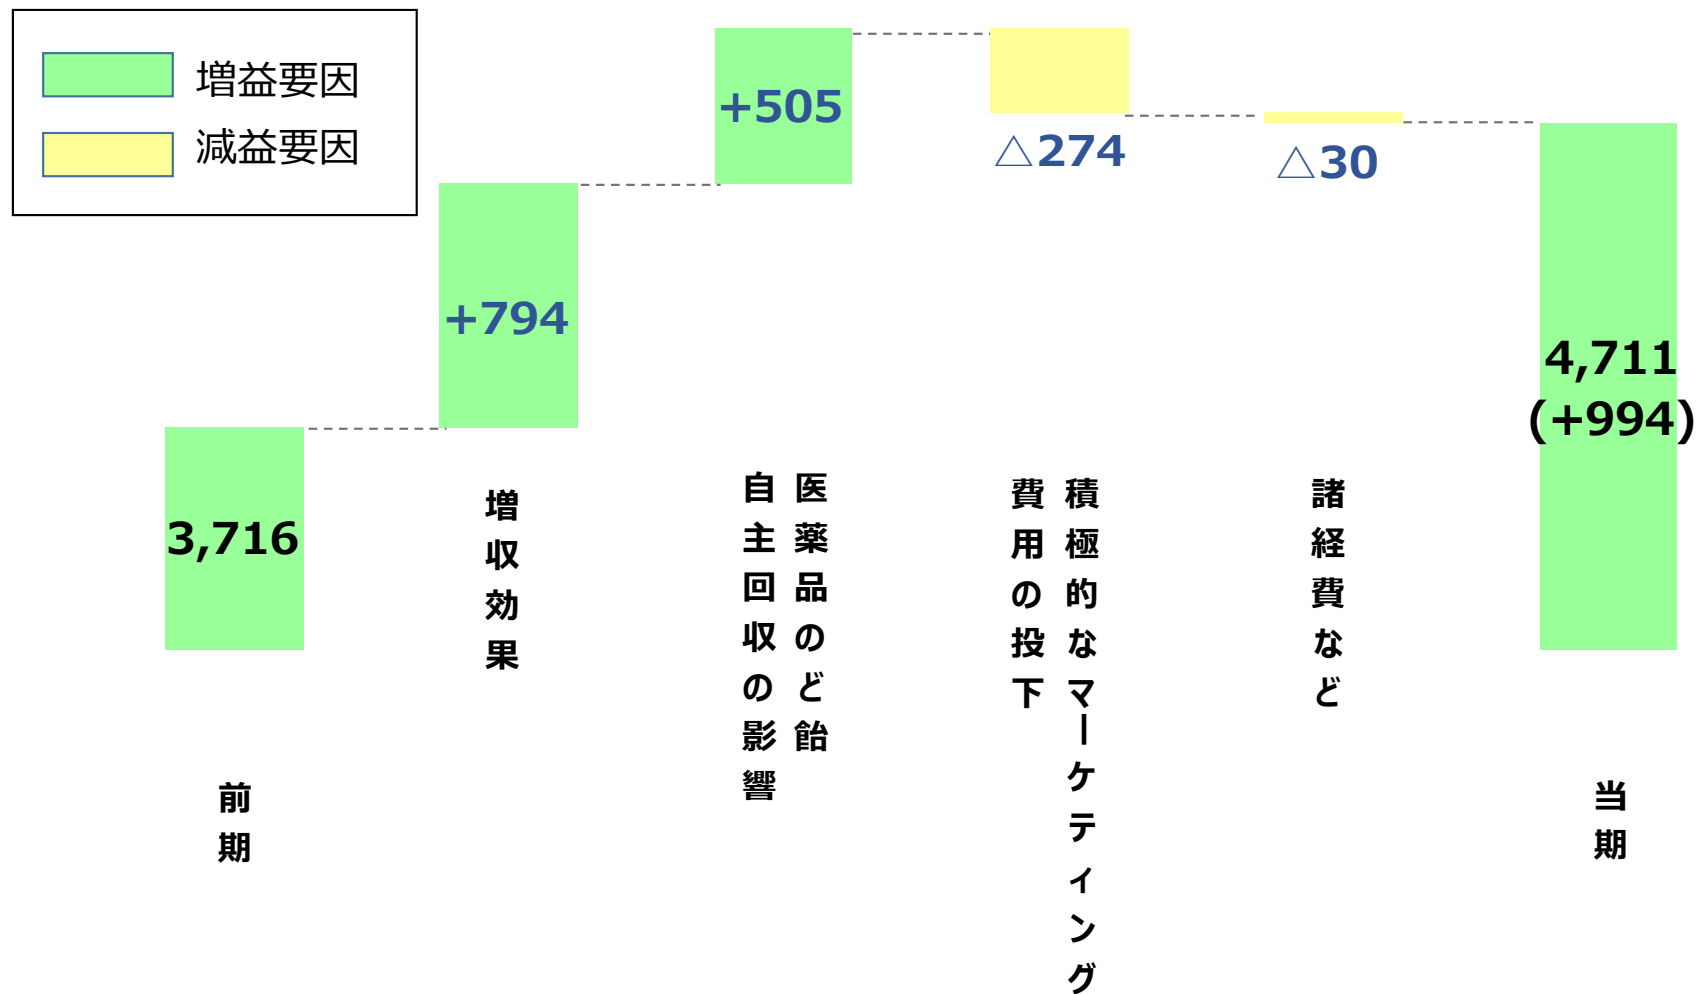 増益要因
減益要因
3,716
+794
+505
△274
△30
4,711
(+994)
前期
増収効果
医薬品のど飴
自主回収の影響
積極的なマーケティング
費用の投下
諸経費など
当期